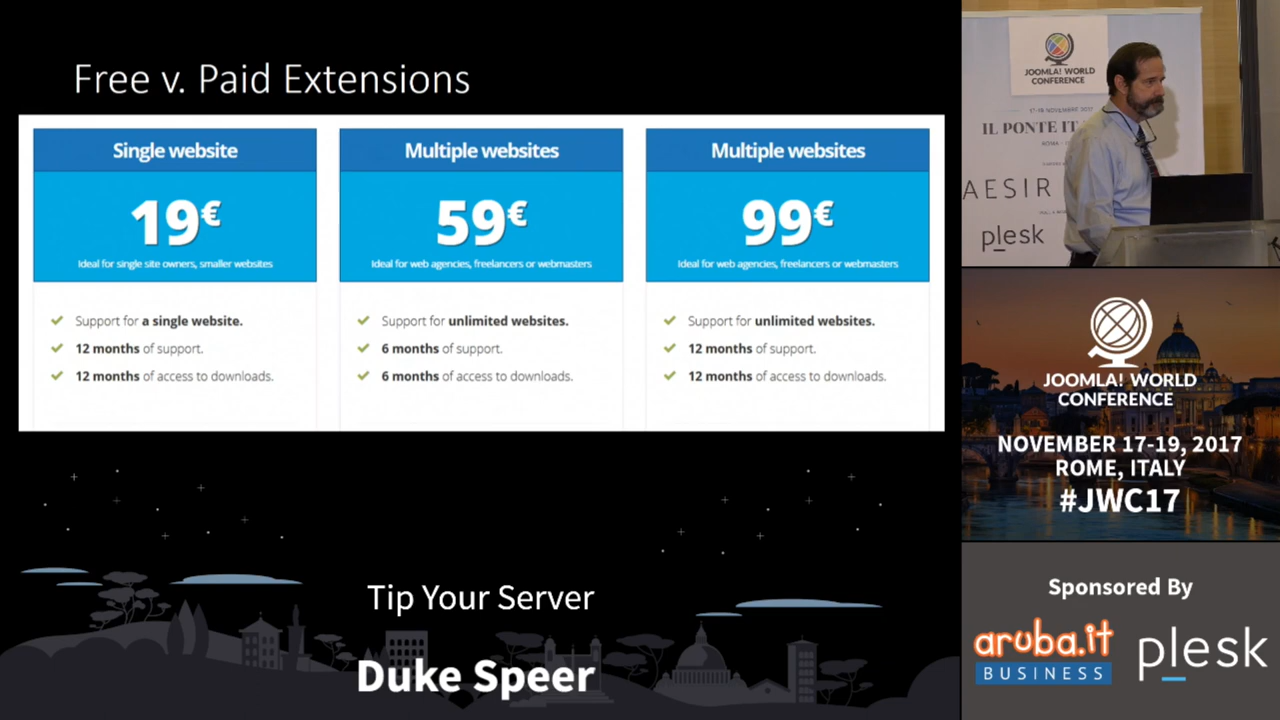 Free v. Paid Extensions
Single website
19€
Ideal for single site owners, smaller websites
Support for a single website.
12 months of support.
12 months of access to downloads.
Multiple websites
59€
Ideal for web agencies, freelancers or webmasters
Support for unlimited websites.
6 months of support.
6 months of access to downloads.
Multiple websites
99€
Ideal for web agencies, freelancers or webmasters
Support for unlimited websites.
12 months of support.
12 months of access to downloads.
Tip Your Server
Duke Speer
JOOMLA! WORLD
CONFERENCE
17-19 NOVEMBRE 2017
IL PONTE
AESIR
plesk
JOOMLA! WORLD
CONFERENCE
NOVEMBER 17-19, 2017
ROME, ITALY
#JWC17
Sponsored By
aruba.it
BUSINESS
plesk